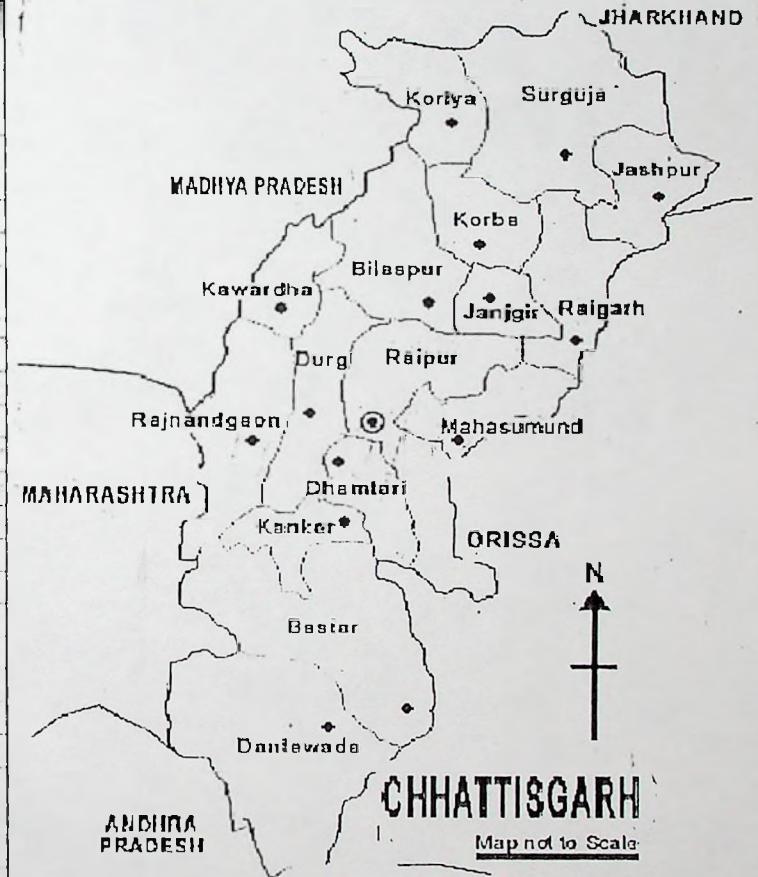 JHARKHAND
Koriya
Surguja
Jashpur
MADHYA PRADESH
Korba
Bilaspur
Kawardha
Janjgir
Raigarh
Durg
Raipur
Rajnandgaon
Mahasumund
MAHARASHTRA
Dhamtari
Kanker
ORISSA
N
Bastar
Dantewada
CHHATTISGARH
ANDHRA
PRADESH
Map not to Scale